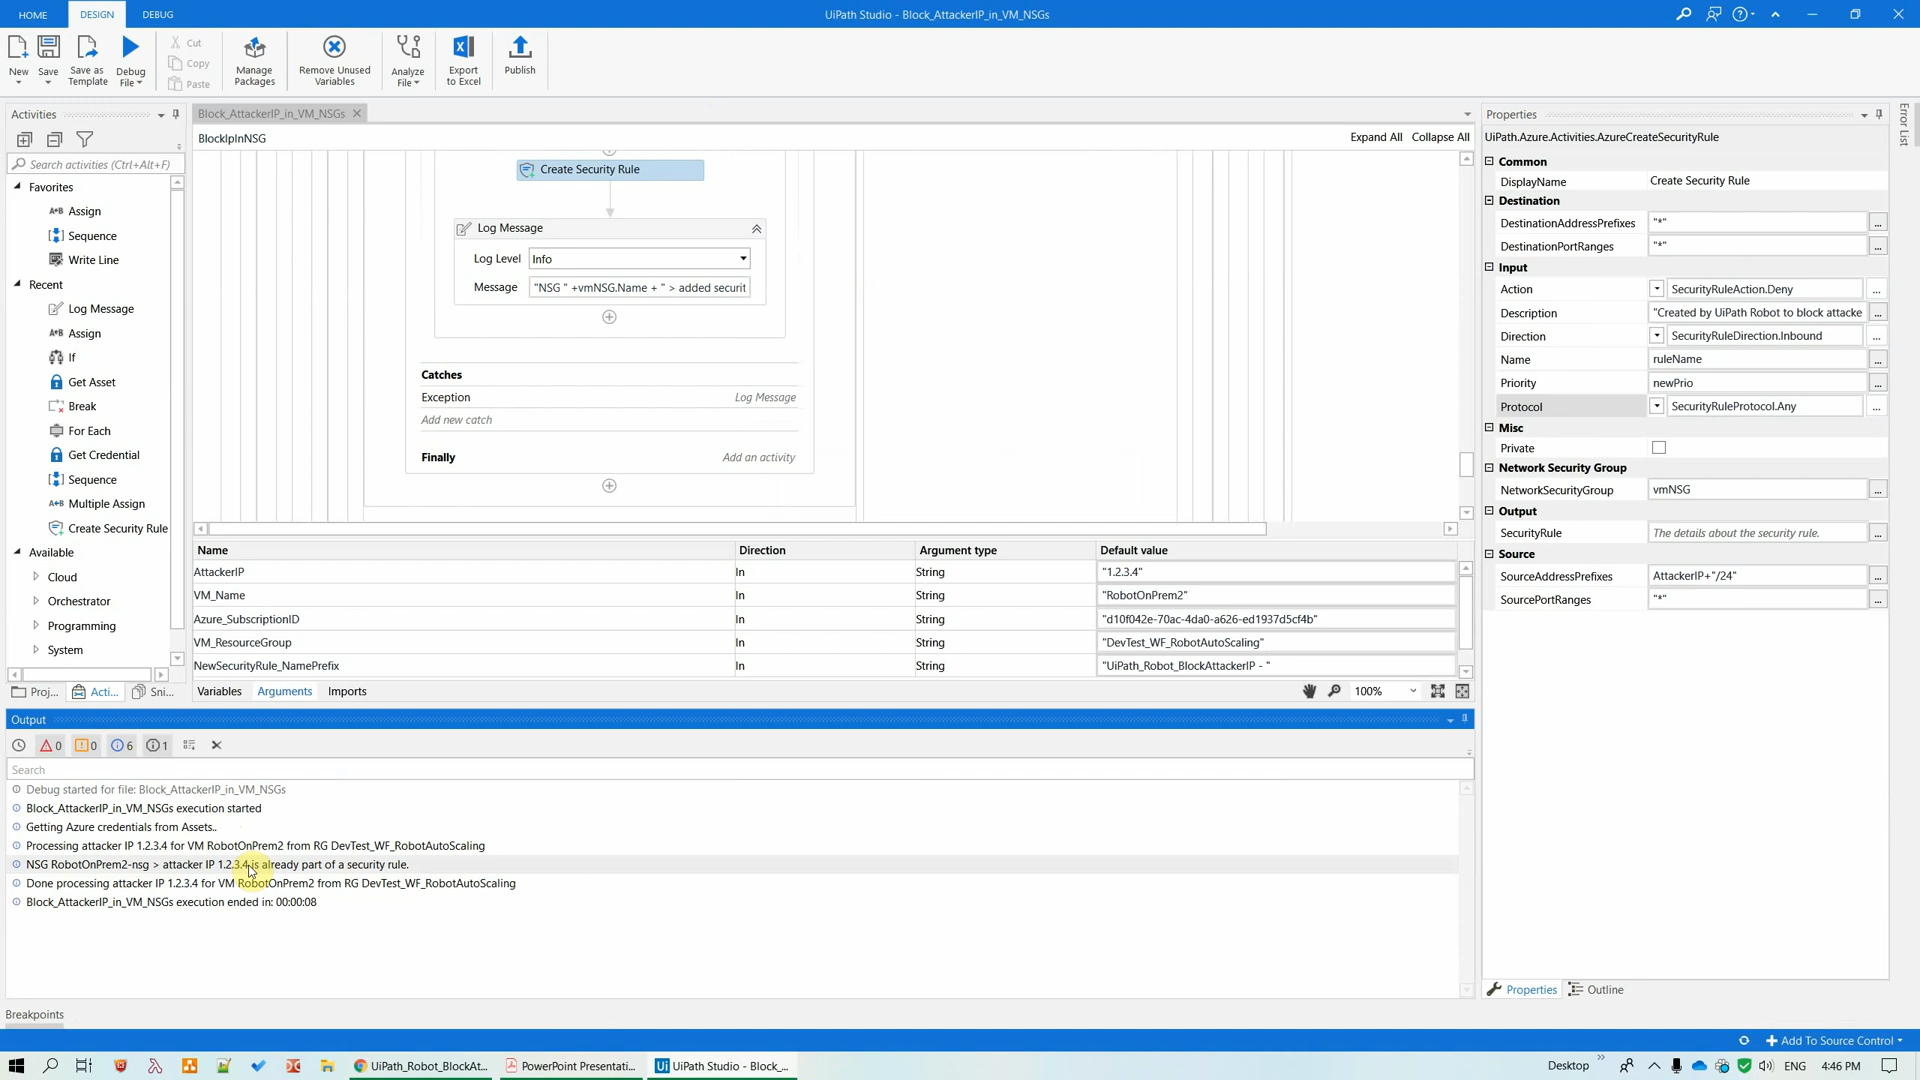 HOME
DESIGN
DEBUG
UiPath Studio - Block_AttackerIP_in_VM_NSGs
New
Save
Save as Template
Debug File
Cut
Copy
Paste
Manage Packages
Remove Unused Variables
Analyze File
Export to Excel
Publish
Activities
Search activities (Ctrl+Alt+F)
Favorites
Assign
Sequence
Write Line
Recent
Log Message
Assign
If
Get Asset
Break
For Each
Get Credential
Sequence
Multiple Assign
Create Security Rule
Available
Cloud
Orchestrator
Programming
System
Proj...
Acti...
Sni...
Block_AttackerIP_in_VM_NSGs
BlockIpInNSG
Expand All
Collapse All
Create Security Rule
Log Message
Log Level Info
Message "NSG " +vmNSG.Name + " > added securit
Catches
Exception Log Message
Add new catch
Finally Add an activity
Name Direction Argument type Default value
AttackerIP In String "1.2.3.4"
VM_Name In String "RobotOnPrem2"
Azure_SubscriptionID In String "d10f042e-70ac-4da0-a626-ed1937d5cf4b"
VM_ResourceGroup In String "DevTest_WF_RobotAutoScaling"
NewSecurityRule_NamePrefix In String "UiPath_Robot_BlockAttackerIP - "
Variables
Arguments
Imports
100%
Output
0
0
6
1
Search
Debug started for file: Block_AttackerIP_in_VM_NSGs
Block_AttackerIP_in_VM_NSGs execution started
Getting Azure credentials from Assets..
Processing attacker IP 1.2.3.4 for VM RobotOnPrem2 from RG DevTest_WF_RobotAutoScaling
NSG RobotOnPrem2-nsg > attacker IP 1.2.3.4 is already part of a security rule.
Done processing attacker IP 1.2.3.4 for VM RobotOnPrem2 from RG DevTest_WF_RobotAutoScaling
Block_AttackerIP_in_VM_NSGs execution ended in: 00:00:08
Breakpoints
Properties
UiPath.Azure.Activities.AzureCreateSecurityRule
Common
DisplayName Create Security Rule
Destination
DestinationAddressPrefixes "*" ...
DestinationPortRanges "*" ...
Input
Action SecurityRuleAction.Deny ...
Description "Created by UiPath Robot to block attacke ...
Direction SecurityRuleDirection.Inbound ...
Name ruleName ...
Priority newPrio ...
Protocol SecurityRuleProtocol.Any ...
Misc
Private
Network Security Group
NetworkSecurityGroup vmNSG ...
Output
SecurityRule The details about the security rule. ...
Source
SourceAddressPrefixes AttackerIP+"/24" ...
SourcePortRanges "*" ...
Properties
Outline
Error List
Add To Source Control
UiPath_Robot_BlockAt...
PowerPoint Presentati...
Ui UiPath Studio - Block_...
Desktop
ENG
4:46 PM